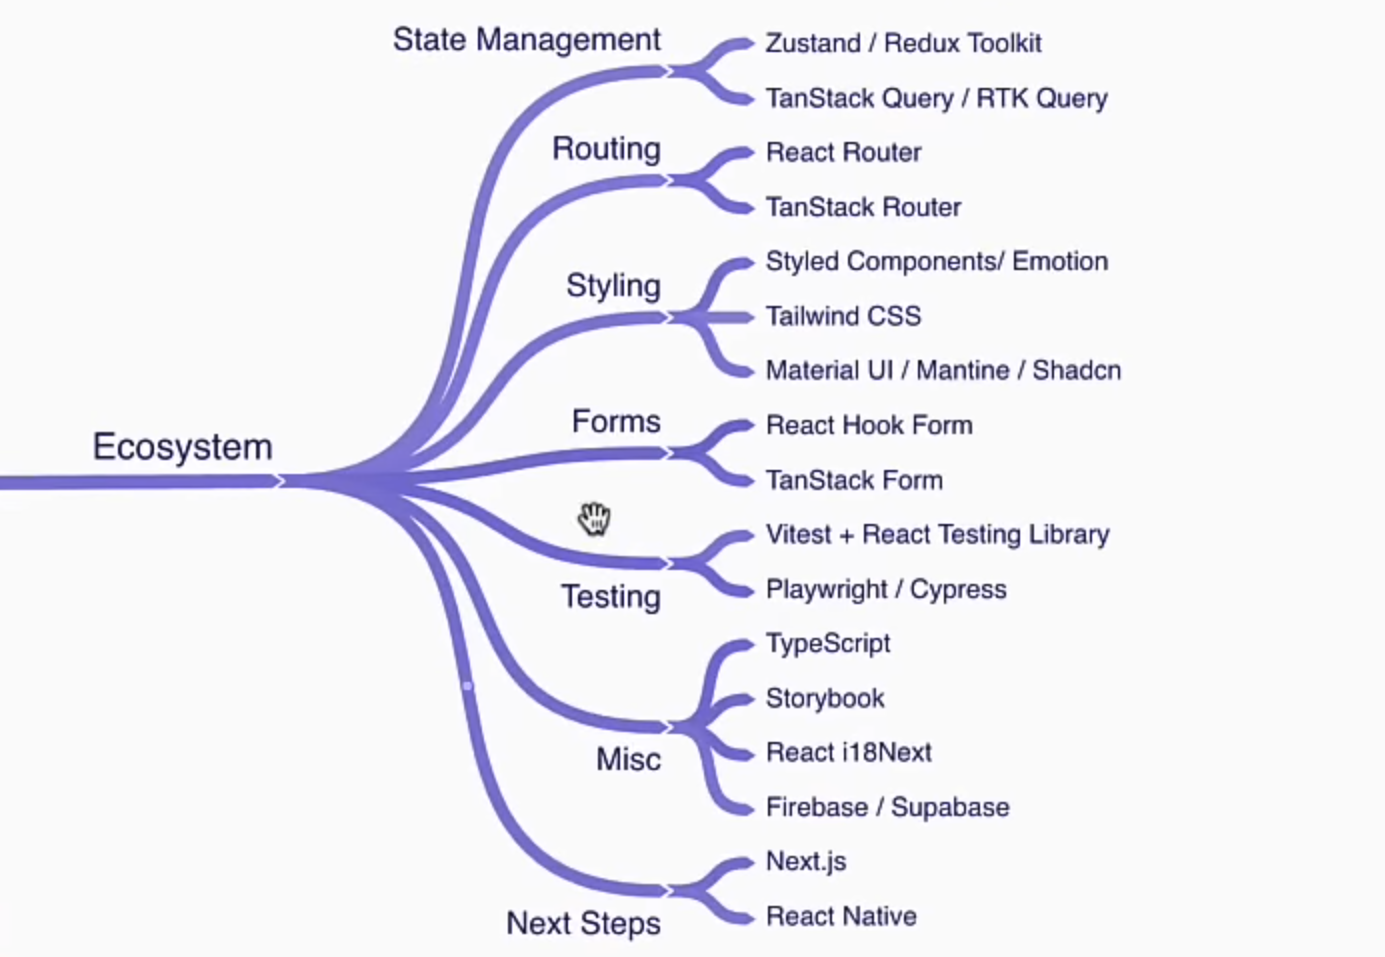 Ecosystem
State Management
Zustand / Redux Toolkit
TanStack Query / RTK Query
Routing
React Router
TanStack Router
Styling
Styled Components/ Emotion
Tailwind CSS
Material UI / Mantine / Shadcn
Forms
React Hook Form
TanStack Form
Testing
Vitest + React Testing Library
Playwright / Cypress
Misc
TypeScript
Storybook
React i18Next
Firebase / Supabase
Next Steps
Next.js
React Native